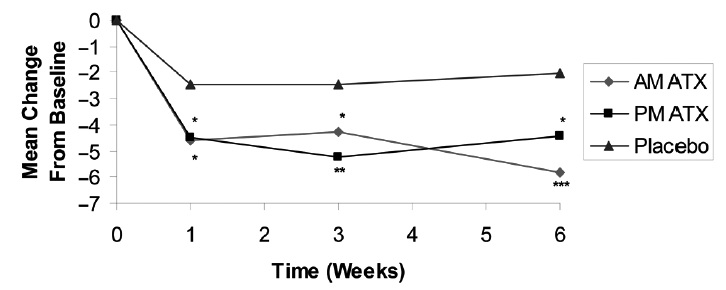 0
−1
−2
−3
−4
−5
−6
−7
Mean Change
From Baseline
*
*
*
**
*
***
0 1 2 3 4 5 6
Time (Weeks)
AM ATX
PM ATX
Placebo